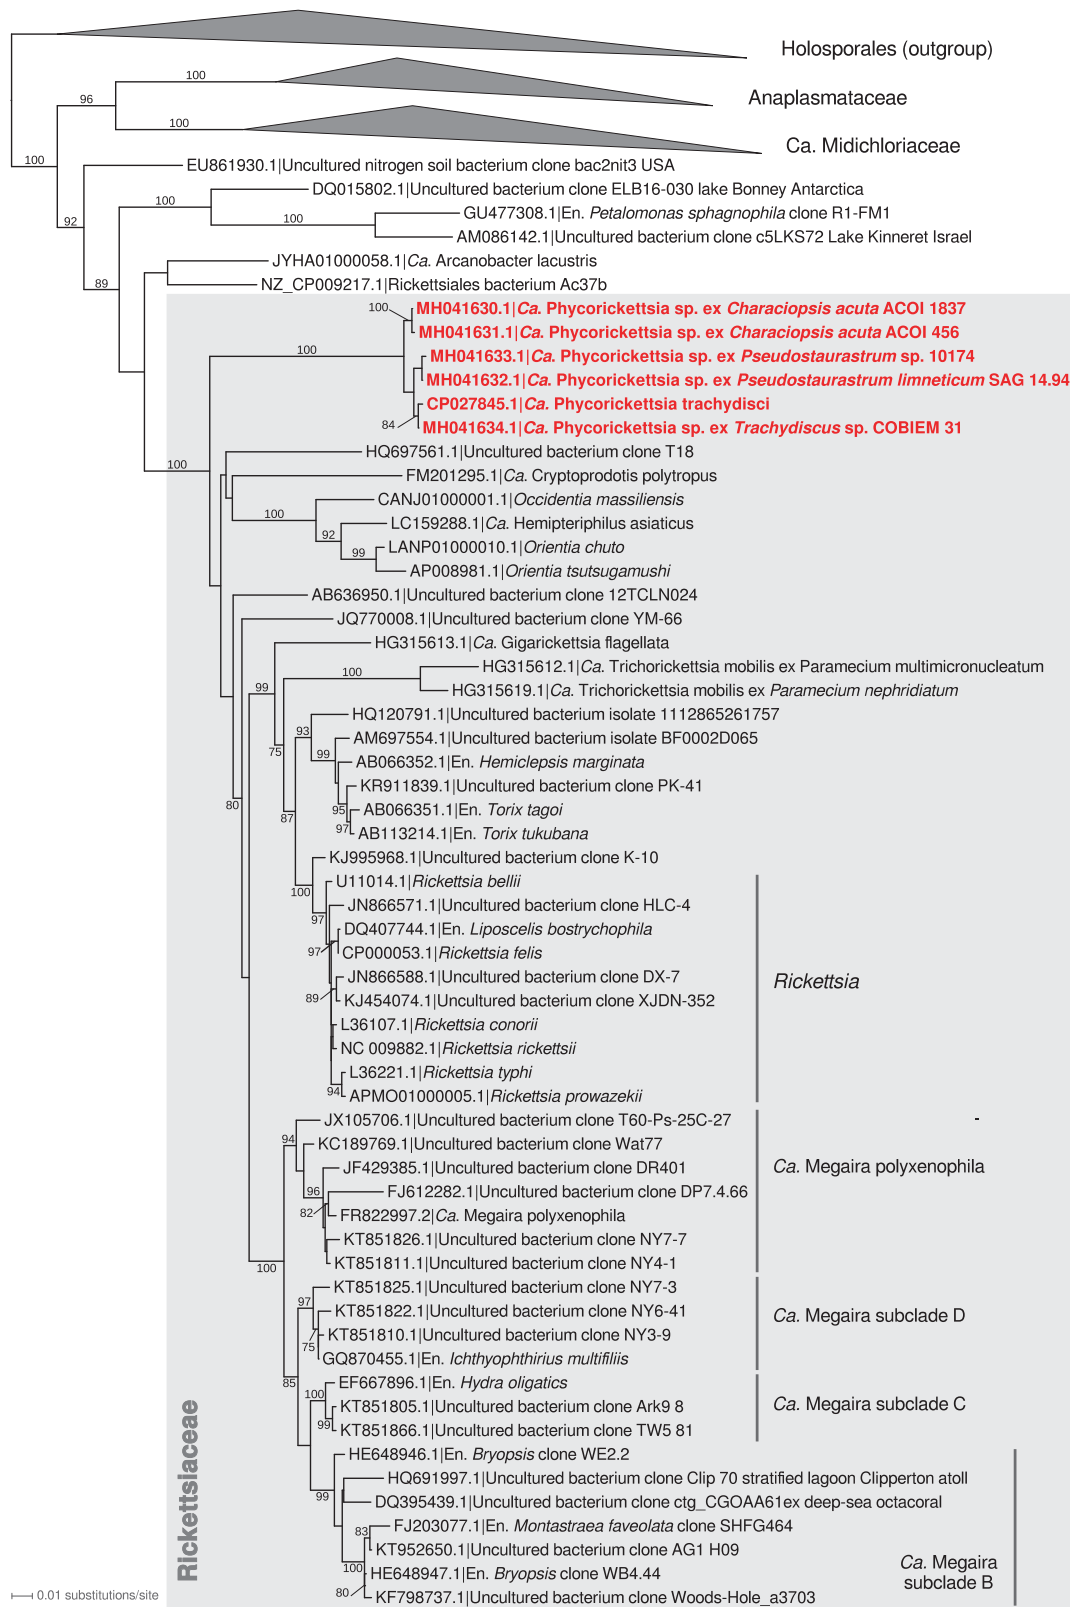 Holosporales (outgroup)
100
Anaplasmataceae
96
100
Ca. Midichloriaceae
100
EU861930.1|Uncultured nitrogen soil bacterium clone bac2nit3 USA
DQ015802.1|Uncultured bacterium clone ELB16-030 lake Bonney Antarctica
100
GU477308.1|En. Petalomonas sphagnophila clone R1-FM1
92
100
AM086142.1|Uncultured bacterium clone c5LKS72 Lake Kinneret Israel
JYHA01000058.1|Ca. Arcanobacter lacustris
89
NZ_CP009217.1|Rickettsiales bacterium Ac37b
100
MH041630.1|Ca. Phycorickettsia sp. ex Characiopsis acuta ACOI 1837
MH041631.1|Ca. Phycorickettsia sp. ex Characiopsis acuta ACOI 456
100
MH041633.1|Ca. Phycorickettsia sp. ex Pseudostaurastrum sp. 10174
MH041632.1|Ca. Phycorickettsia sp. ex Pseudostaurastrum limneticum SAG 14.94
CP027845.1|Ca. Phycorickettsia trachydisci
84
MH041634.1|Ca. Phycorickettsia sp. ex Trachydiscus sp. COBIEM 31
HQ697561.1|Uncultured bacterium clone T18
100
FM201295.1|Ca. Cryptoprodotis polytropus
CANJ01000001.1|Occidentia massiliensis
100
LC159288.1|Ca. Hemipteriphilus asiaticus
92
LANP01000010.1|Orientia chuto
99
AP008981.1|Orientia tsutsugamushi
AB636950.1|Uncultured bacterium clone 12TCLN024
JQ770008.1|Uncultured bacterium clone YM-66
HG315613.1|Ca. Gigarickettsia flagellata
HG315612.1|Ca. Trichorickettsia mobilis ex Paramecium multimicronucleatum
100
99
HG315619.1|Ca. Trichorickettsia mobilis ex Paramecium nephridiatum
HQ120791.1|Uncultured bacterium isolate 1112865261757
93
AM697554.1|Uncultured bacterium isolate BF0002D065
75
99
AB066352.1|En. Hemiclepsis marginata
KR911839.1|Uncultured bacterium clone PK-41
80
95
AB066351.1|En. Torix tagoi
87
97
AB113214.1|En. Torix tukubana
KJ995968.1|Uncultured bacterium clone K-10
U11014.1|Rickettsia bellii
100
JN866571.1|Uncultured bacterium clone HLC-4
97
DQ407744.1|En. Liposcelis bostrychophila
97
CP000053.1|Rickettsia felis
JN866588.1|Uncultured bacterium clone DX-7
Rickettsia
89
KJ454074.1|Uncultured bacterium clone XJDN-352
L36107.1|Rickettsia conorii
NC 009882.1|Rickettsia rickettsii
L36221.1|Rickettsia typhi
94
APMO01000005.1|Rickettsia prowazekii
JX105706.1|Uncultured bacterium clone T60-Ps-25C-27
-
94
KC189769.1|Uncultured bacterium clone Wat77
JF429385.1|Uncultured bacterium clone DR401
Ca. Megaira polyxenophila
96
FJ612282.1|Uncultured bacterium clone DP7.4.66
82
FR822997.2|Ca. Megaira polyxenophila
KT851826.1|Uncultured bacterium clone NY7-7
100
KT851811.1|Uncultured bacterium clone NY4-1
KT851825.1|Uncultured bacterium clone NY7-3
97
KT851822.1|Uncultured bacterium clone NY6-41
Ca. Megaira subclade D
KT851810.1|Uncultured bacterium clone NY3-9
75
GQ870455.1|En. Ichthyophthirius multifiliis
85
EF667896.1|En. Hydra oligatics
100
KT851805.1|Uncultured bacterium clone Ark9 8
Ca. Megaira subclade C
99
KT851866.1|Uncultured bacterium clone TW5 81
HE648946.1|En. Bryopsis clone WE2.2
HQ691997.1|Uncultured bacterium clone Clip 70 stratified lagoon Clipperton atoll
99
DQ395439.1|Uncultured bacterium clone ctg_CGOAA61ex deep-sea octacoral
FJ203077.1|En. Montastraea faveolata clone SHFG464
83
KT952650.1|Uncultured bacterium clone AG1 H09
100
HE648947.1|En. Bryopsis clone WB4.44
Ca. Megaira
subclade B
80
KF798737.1|Uncultured bacterium clone Woods-Hole_a3703
Rickettsiaceae
0.01 substitutions/site